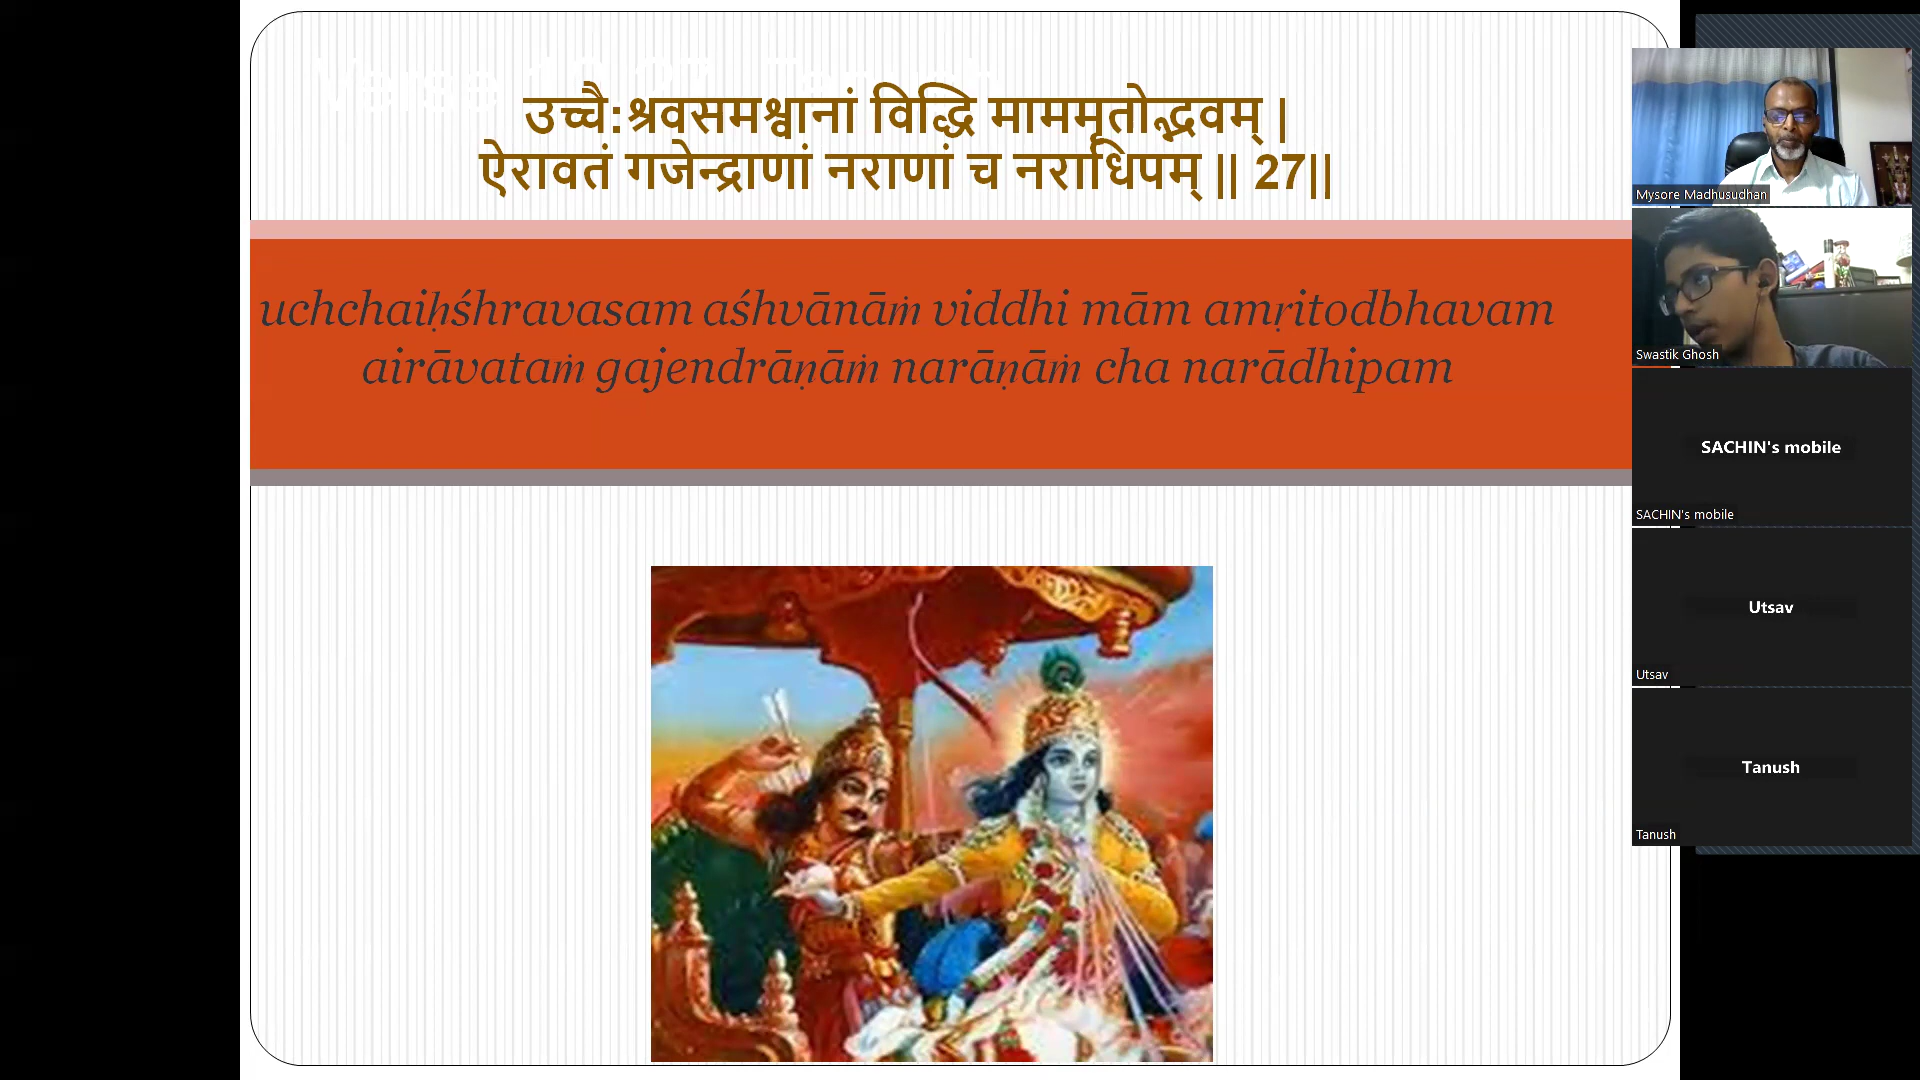 उच्चै:श्रवसमश्वानां विद्धि माममृतोद्भवम् |
ऐरावतं गजेन्द्राणां नराणां च नराधिपम् || 27||
uchchaiḥśhravasam aśhvānāṁ viddhi mām amṛitodbhavam
airāvataṁ gajendrāṇāṁ narāṇāṁ cha narādhipam
Mysore Madhusudhan
Swastik Ghosh
SACHIN's mobile
SACHIN's mobile
Utsav
Utsav
Tanush
Tanush